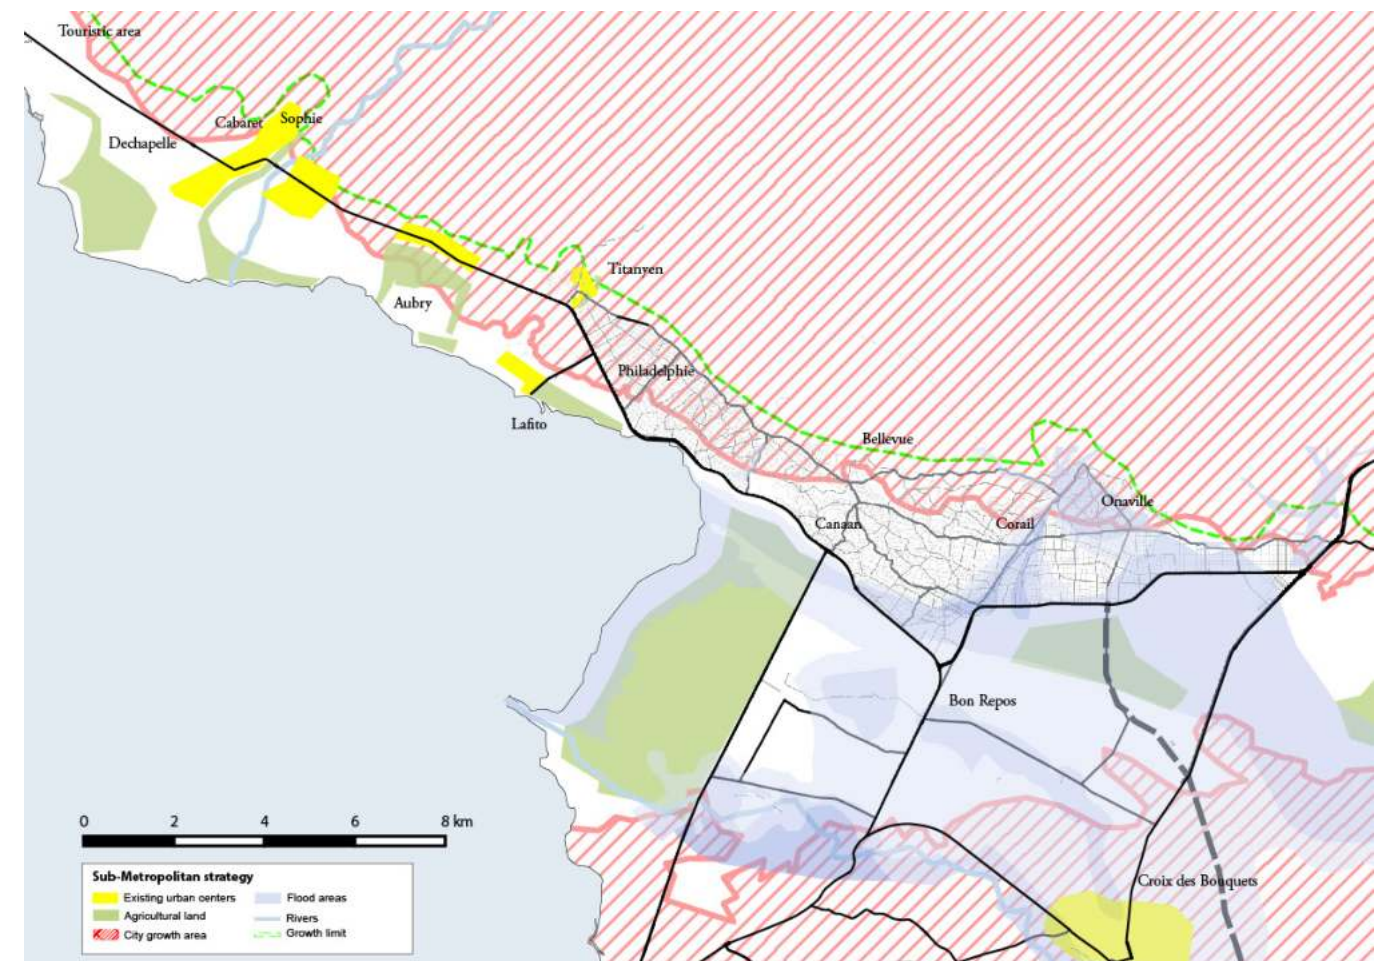 Touristic area
Cabaret
Sophie
Dechapelle
Titanyen
Aubry
Philadelphie
Lafito
Bellevue
Onaville
Canaan
Corail
Bon Repos
Croix des Bouquets
0 2 4 6 8 km
Sub-Metropolitan strategy
Existing urban centers
Flood areas
Agricultural land
Rivers
City growth area
Growth limit